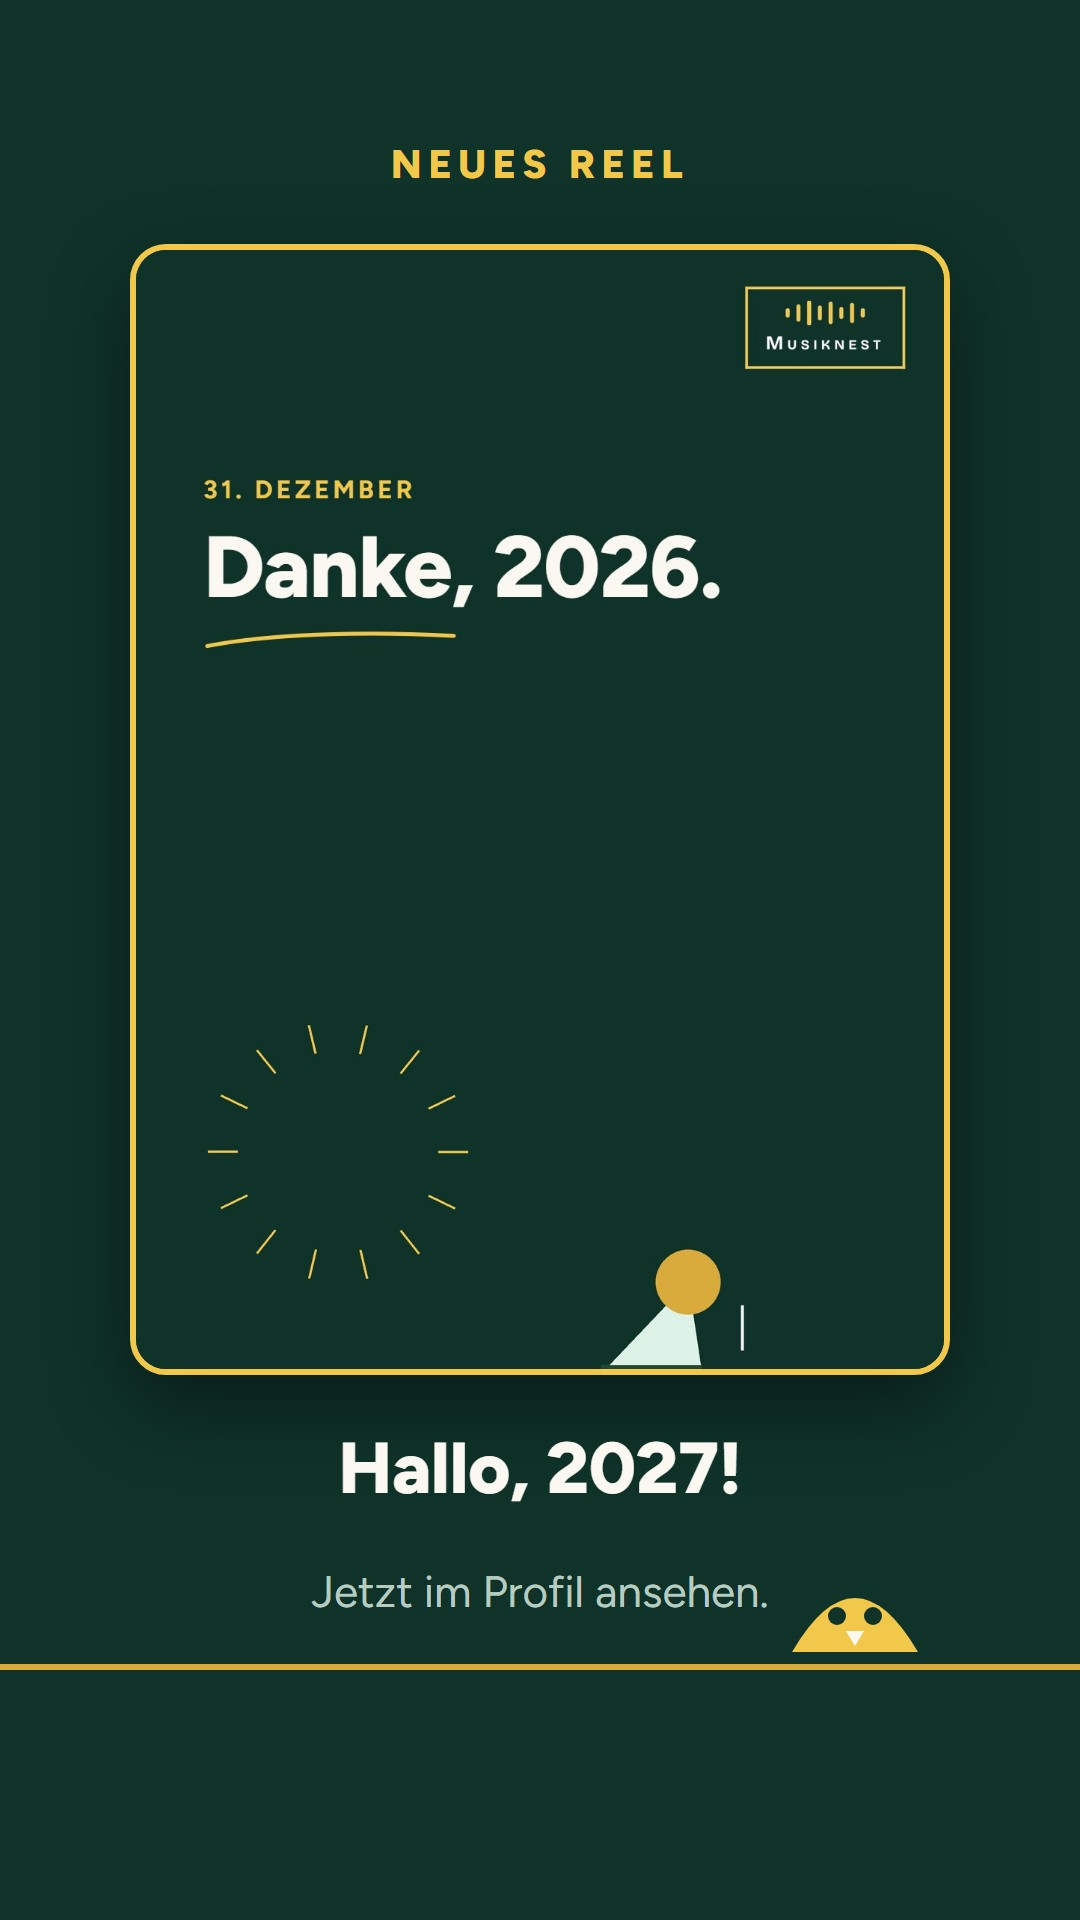 NEUES REEL
MUSIKNEST
31. DEZEMBER
Danke, 2026.
Hallo, 2027!
Jetzt im Profil ansehen.